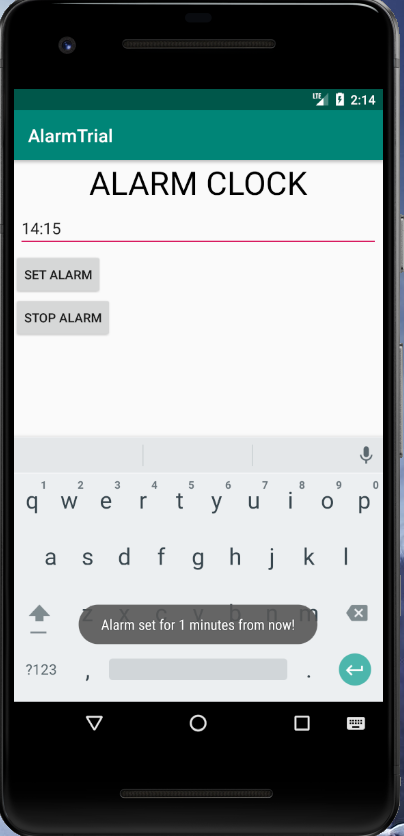 LTE 2:14
AlarmTrial
ALARM CLOCK
14:15
SET ALARM
STOP ALARM
1 2 3 4 5 6 7 8 9 0
q w e r t y u i o p
a s d f g h j k l
z x c v b n m
Alarm set for 1 minutes from now!
?123 , .